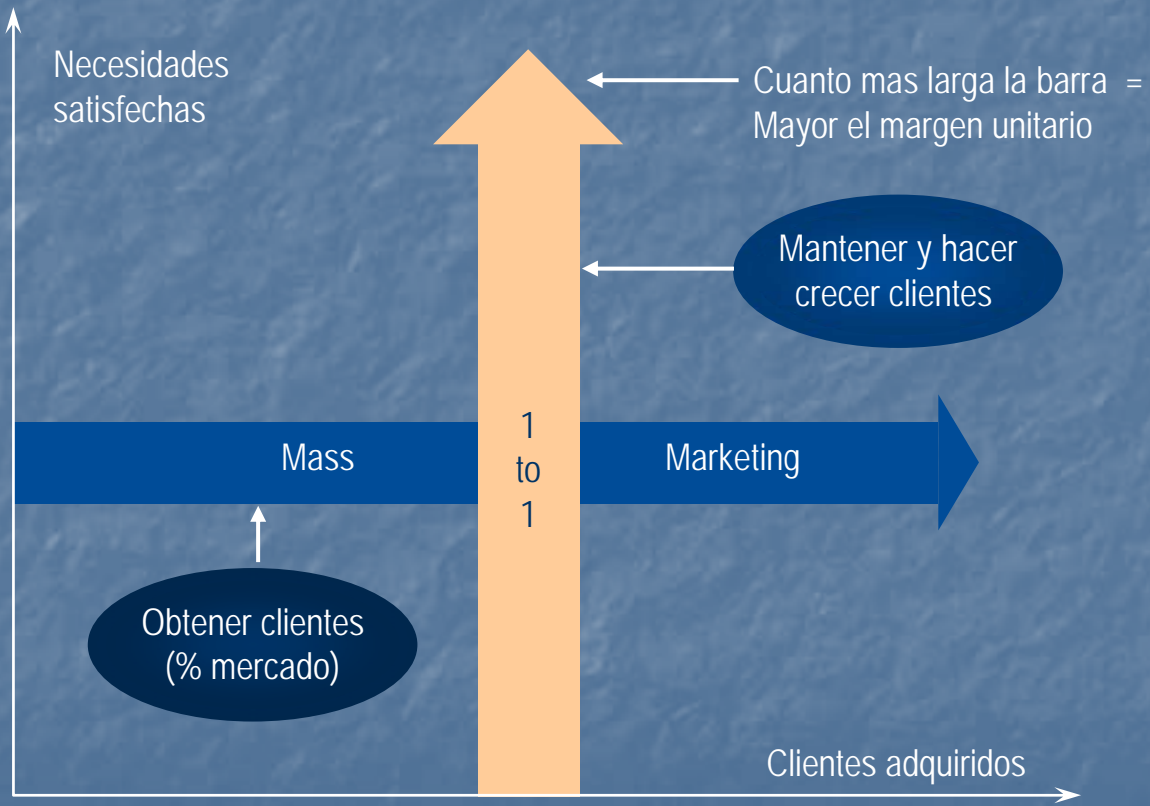 Necesidades
satisfechas
Cuanto mas larga la barra =
Mayor el margen unitario
Mantener y hacer
crecer clientes
Mass
1
to
1
Marketing
Obtener clientes
(% mercado)
Clientes adquiridos